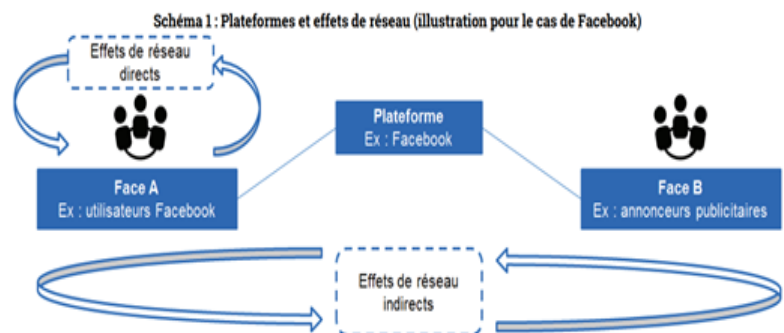 Schéma 1 : Plateformes et effets de réseau (illustration pour le cas de Facebook)
Effets de réseau
directs
Plateforme
Ex : Facebook
Face A
Ex : utilisateurs Facebook
Face B
Ex : annonceurs publicitaires
Effets de réseau
indirects